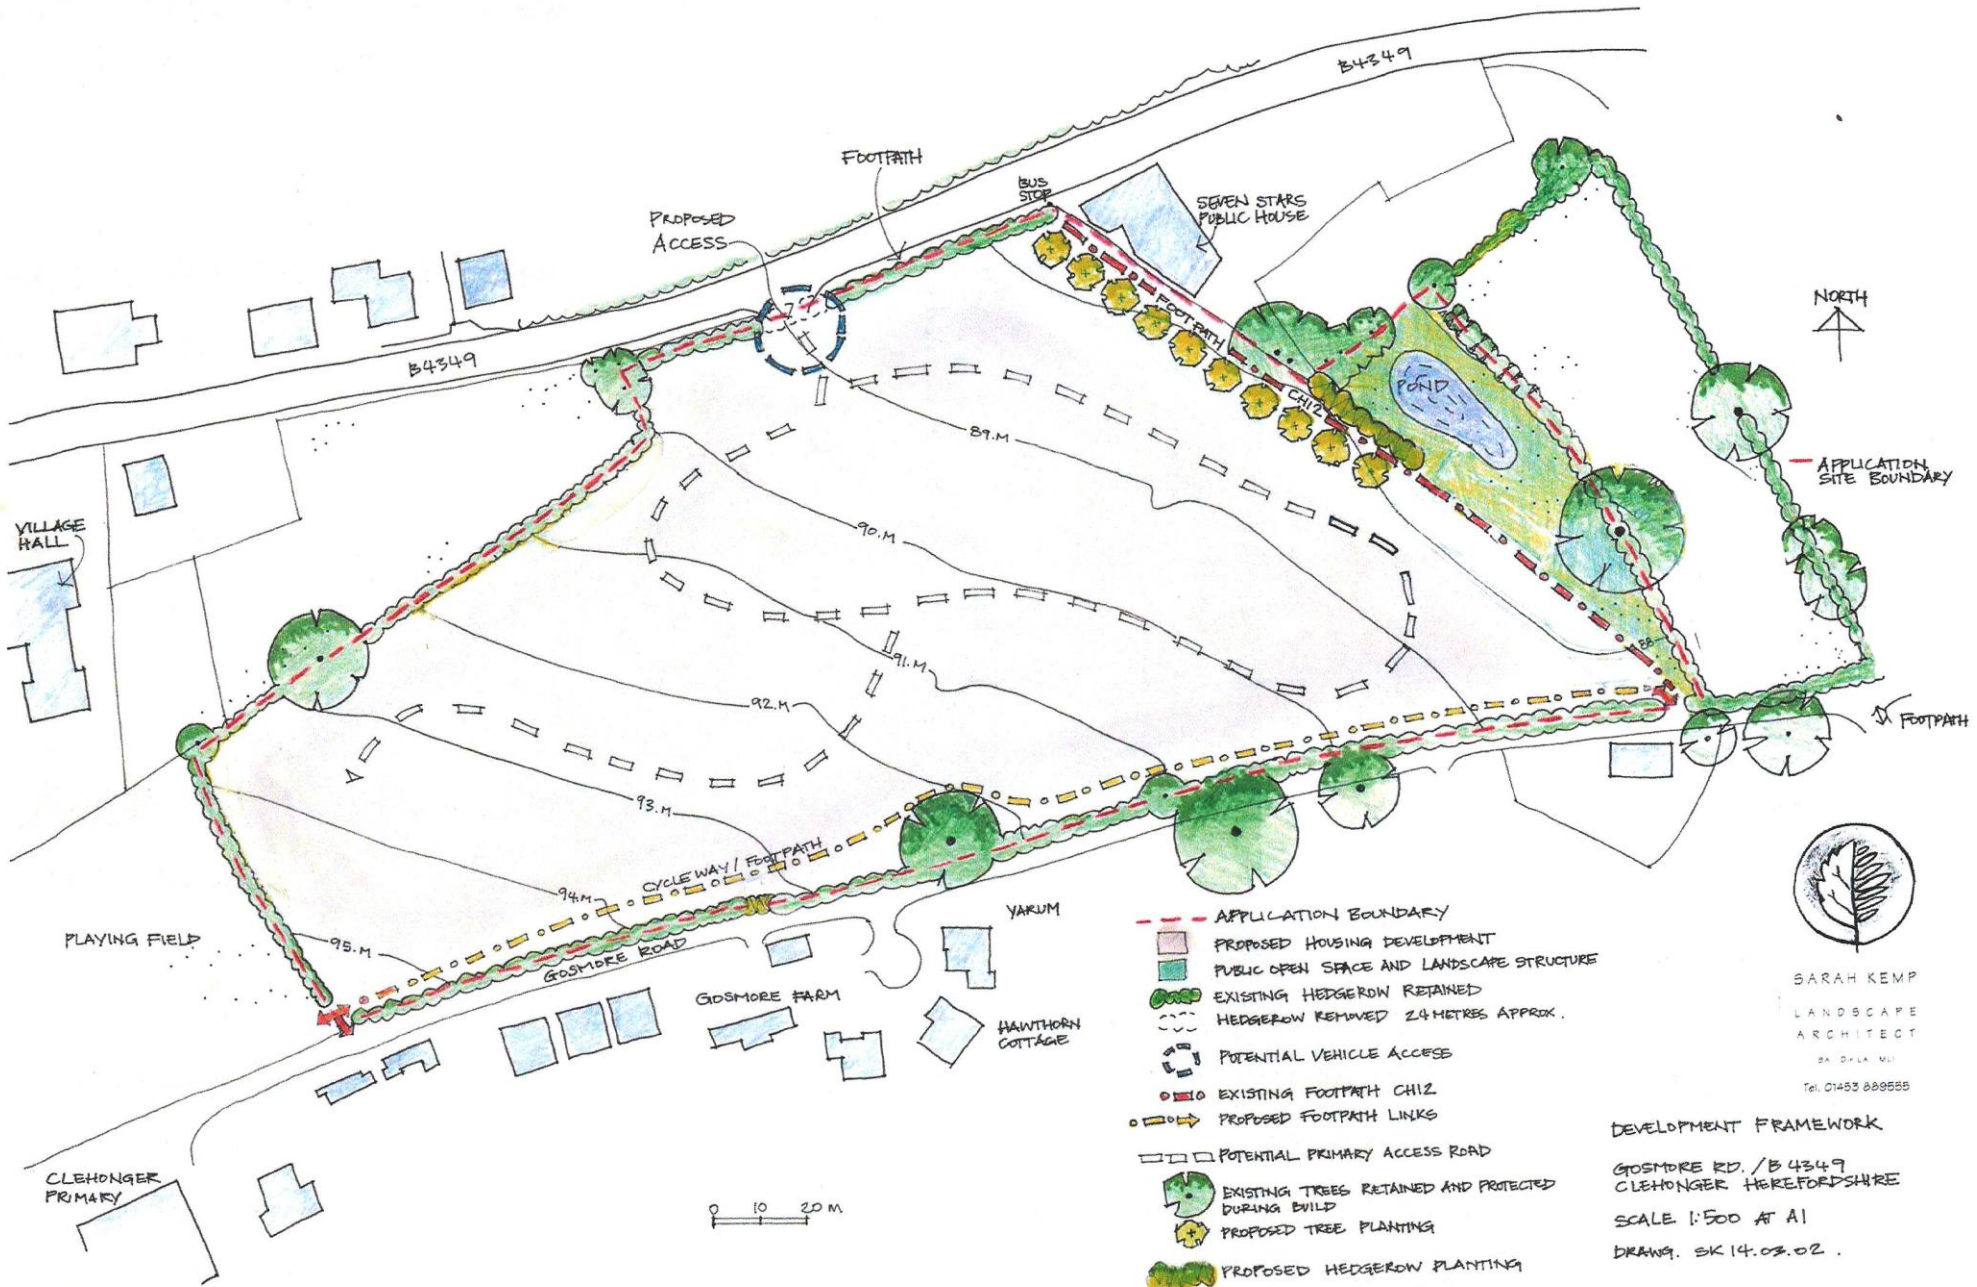 B4349
FOOTPATH
BUS
STOP
SEVEN STARS
PUBLIC HOUSE
PROPOSED
ACCESS
NORTH
B4349
FOOTPATH
CH12
POND
89.M
APPLICATION
SITE BOUNDARY
VILLAGE
HALL
90.M
88
91.M
92.M
FOOTPATH
93.M
CYCLEWAY / FOOTPATH
94.M
95.M
PLAYING FIELD
GOSMORE ROAD
YARUM
GOSMORE FARM
HAWTHORN
COTTAGE
CLEHONGER
PRIMARY
0 10 20 M
APPLICATION BOUNDARY
PROPOSED HOUSING DEVELOPMENT
PUBLIC OPEN SPACE AND LANDSCAPE STRUCTURE
EXISTING HEDGEROW RETAINED
HEDGEROW REMOVED 24 METRES APPROX.
POTENTIAL VEHICLE ACCESS
EXISTING FOOTPATH CH12
PROPOSED FOOTPATH LINKS
POTENTIAL PRIMARY ACCESS ROAD
EXISTING TREES RETAINED AND PROTECTED
DURING BUILD
PROPOSED TREE PLANTING
PROPOSED HEDGEROW PLANTING
SARAH KEMP
LANDSCAPE
ARCHITECT
Tel. 01453 889555
DEVELOPMENT FRAMEWORK
GOSMORE RD. / B4349
CLEHONGER HEREFORDSHIRE
SCALE 1:500 AT A1
DRAWG. SK 14.03.02.